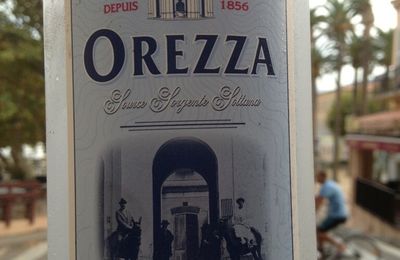 DEPUIS 1856
OREZZA
Source Sorgente Sottana